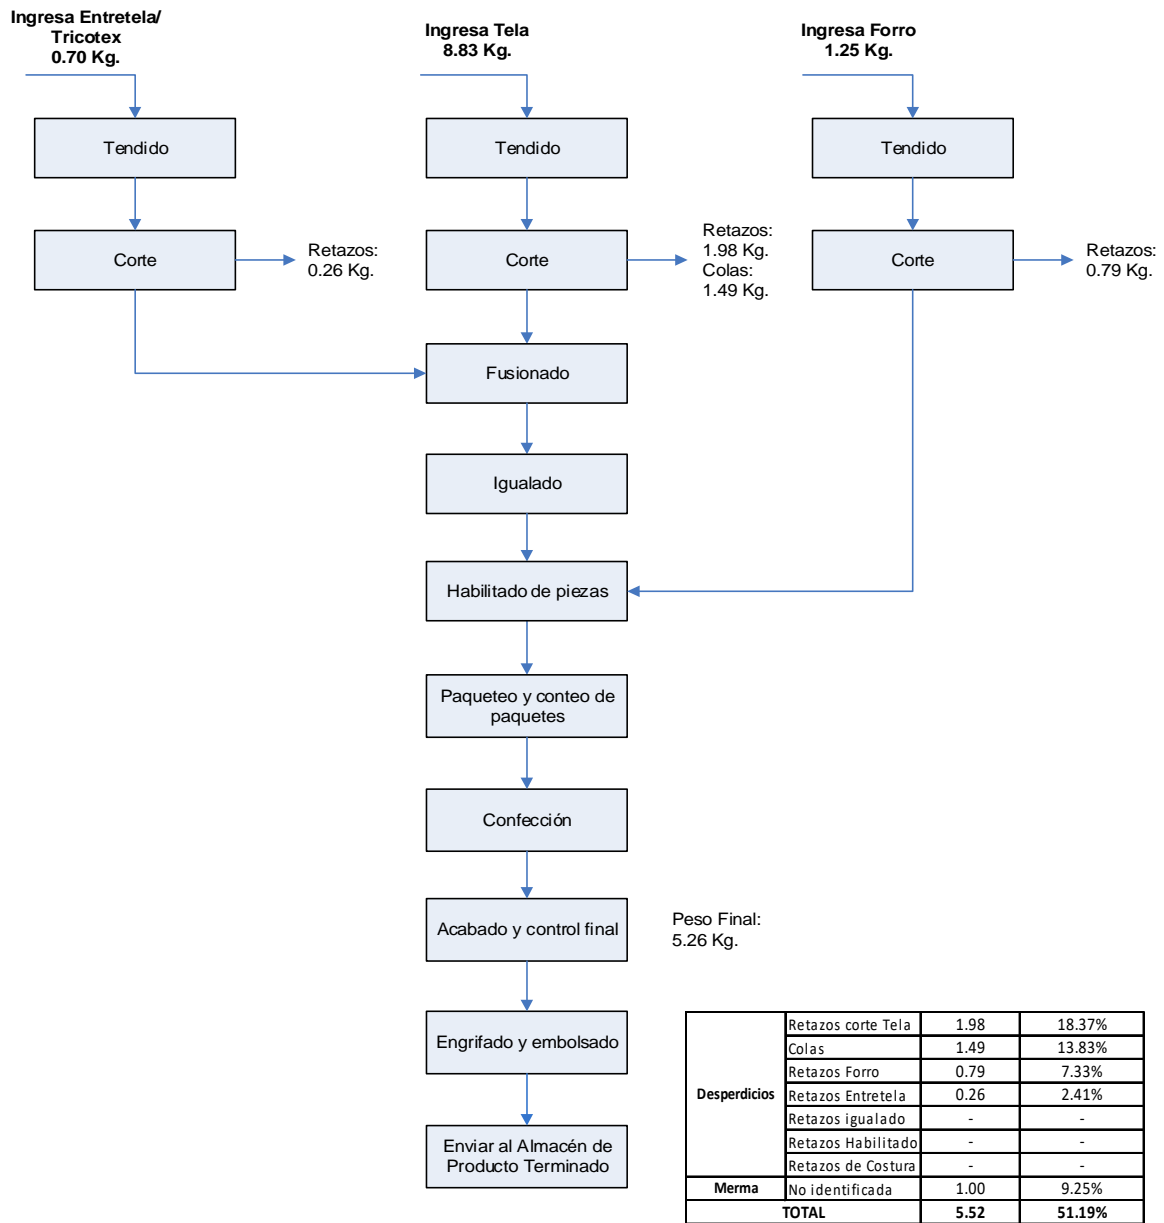 Ingresa Entretela/
Tricotex
0.70 Kg.
Ingresa Tela
8.83 Kg.
Ingresa Forro
1.25 Kg.
Tendido
Tendido
Tendido
Corte
Retazos:
0.26 Kg.
Corte
Retazos:
1.98 Kg.
Colas:
1.49 Kg.
Corte
Retazos:
0.79 Kg.
Fusionado
Igualado
Habilitado de piezas
Paqueteo y conteo de
paquetes
Confección
Acabado y control final
Peso Final:
5.26 Kg.
Engrifado y embolsado
Enviar al Almacén de
Producto Terminado
Desperdicios
Retazos corte Tela 1.98 18.37%
Colas 1.49 13.83%
Retazos Forro 0.79 7.33%
Retazos Entretela 0.26 2.41%
Retazos igualado - -
Retazos Habilitado - -
Retazos de Costura - -
Merma No identificada 1.00 9.25%
TOTAL 5.52 51.19%